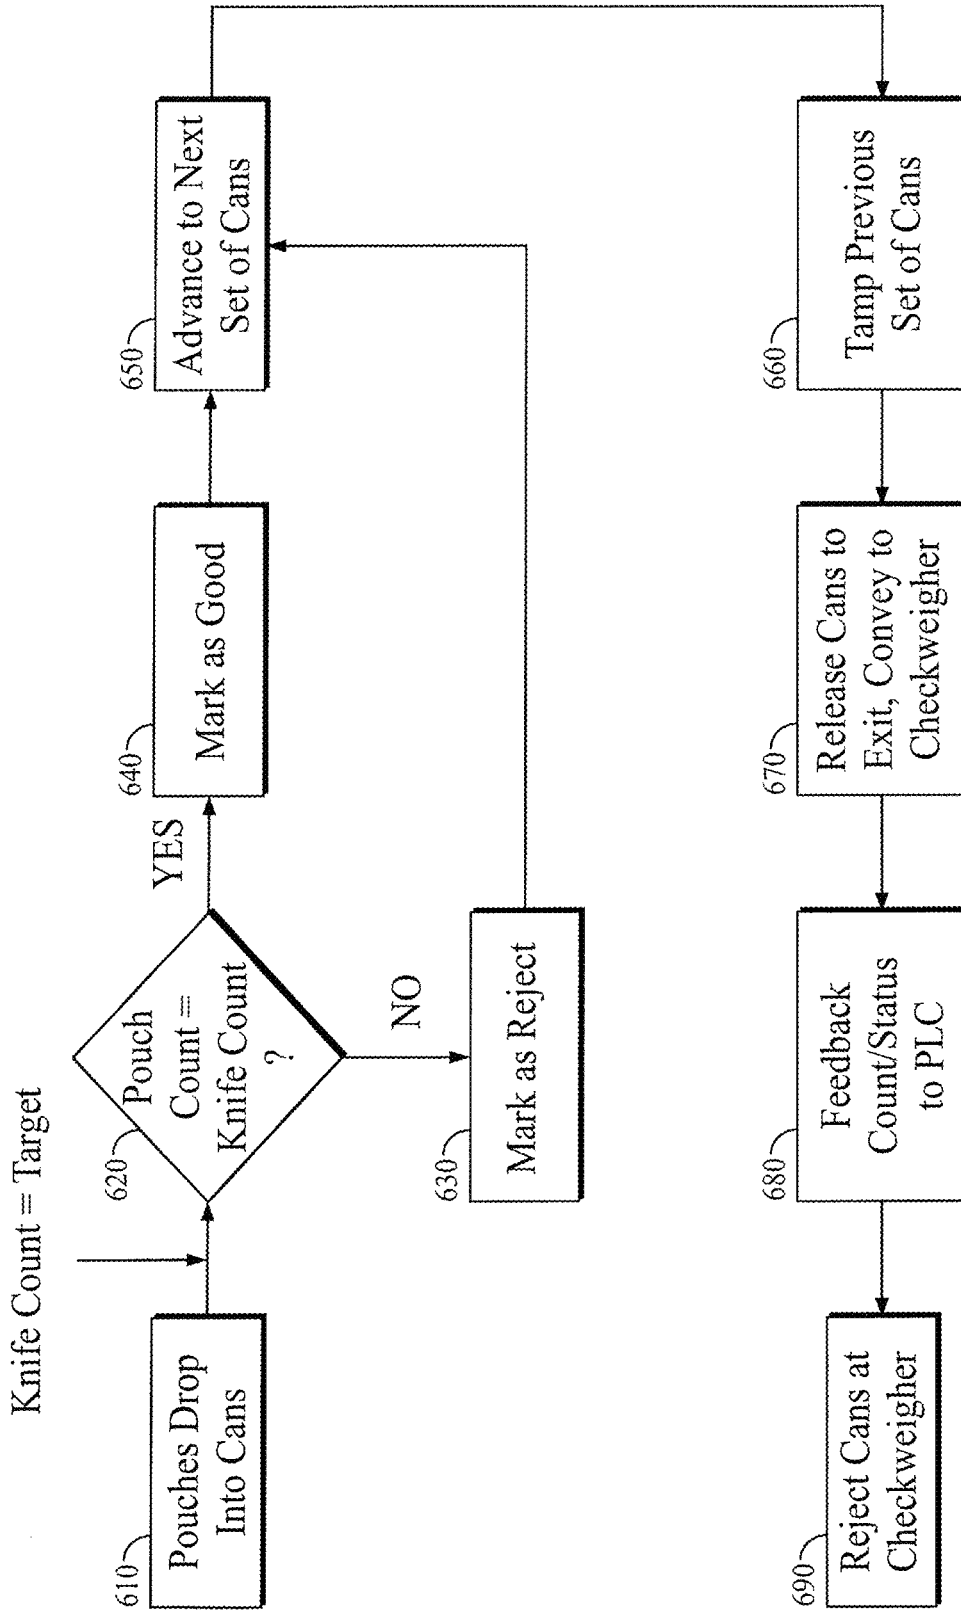 Knife Count = Target
610
Pouches Drop
Into Cans
620
Pouch
Count =
Knife Count
?
YES
NO
630
Mark as Reject
640
Mark as Good
650
Advance to Next
Set of Cans
660
Tamp Previous
Set of Cans
670
Release Cans to
Exit, Convey to
Checkweigher
680
Feedback
Count/Status
to PLC
690
Reject Cans at
Checkweigher